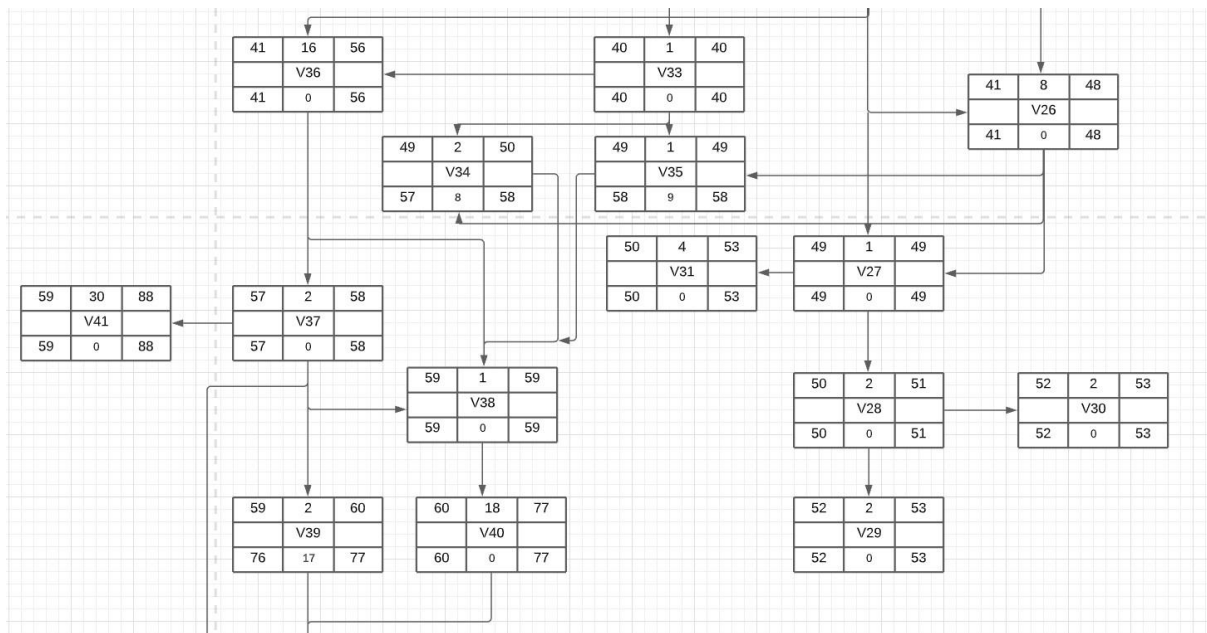 41 16 56
V36
41 0 56
40 1 40
V33
40 0 40
41 8 48
V26
41 0 48
49 2 50
V34
57 8 58
49 1 49
V35
58 9 58
50 4 53
V31
50 0 53
49 1 49
V27
49 0 49
59 30 88
V41
59 0 88
57 2 58
V37
57 0 58
59 1 59
V38
59 0 59
50 2 51
V28
50 0 51
52 2 53
V30
52 0 53
59 2 60
V39
76 17 77
60 18 77
V40
60 0 77
52 2 53
V29
52 0 53